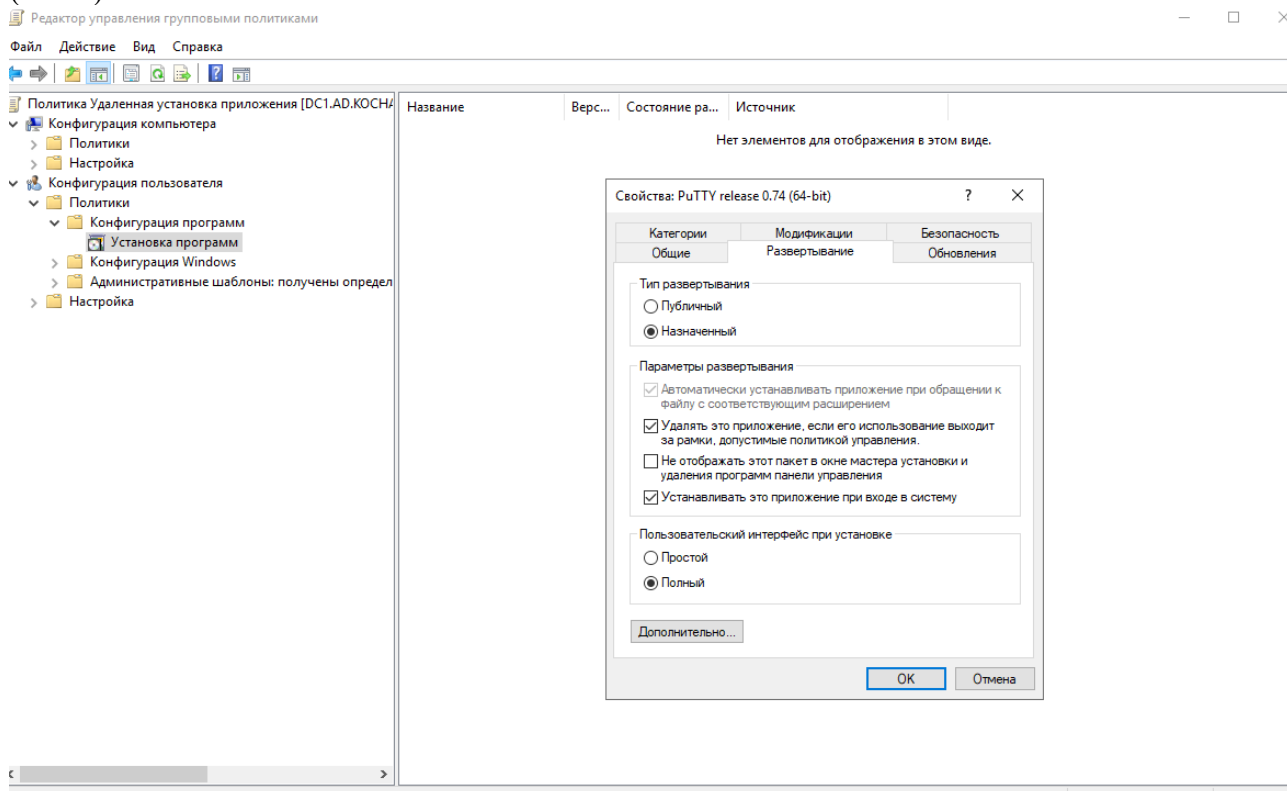 Редактор управления групповыми политиками
Файл Действие Вид Справка
Политика Удаленная установка приложения [DC1.AD.KOCHA
Конфигурация компьютера
Политики
Настройка
Конфигурация пользователя
Политики
Конфигурация программ
Установка программ
Конфигурация Windows
Административные шаблоны: получены определ
Настройка
Название Верс... Состояние ра... Источник
Нет элементов для отображения в этом виде.
Свойства: PuTTY release 0.74 (64-bit) ? ×
Категории Модификации Безопасность
Общие Развертывание Обновления
Тип развертывания
Публичный
Назначенный
Параметры развертывания
Автоматически устанавливать приложение при обращении к
файлу с соответствующим расширением
Удалять это приложение, если его использование выходит
за рамки, допустимые политикой управления.
Не отображать этот пакет в окне мастера установки и
удаления программ панели управления
Устанавливать это приложение при входе в систему
Пользовательский интерфейс при установке
Простой
Полный
Дополнительно...
ОК Отмена